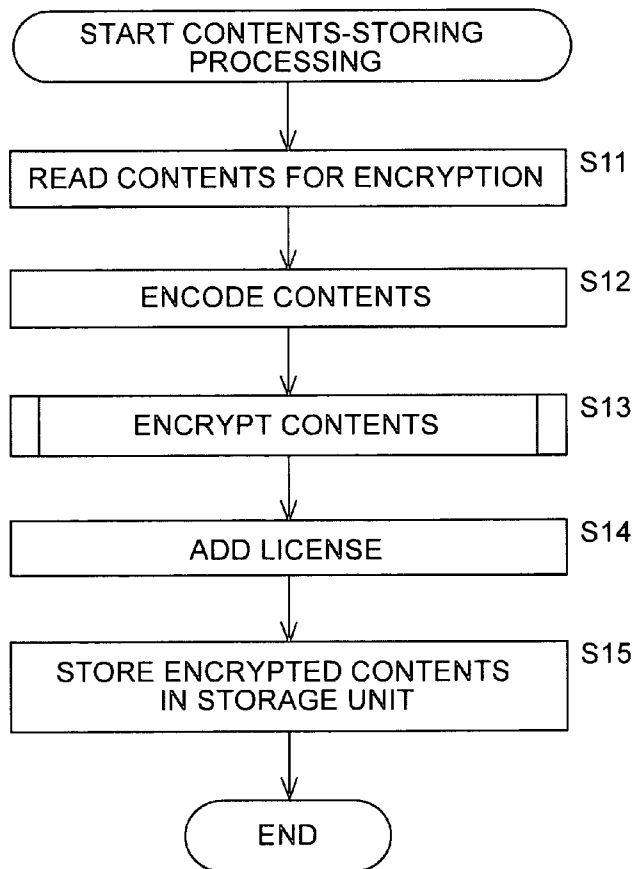 START CONTENTS-STORING
PROCESSING
S11
READ CONTENTS FOR ENCRYPTION
S12
ENCODE CONTENTS
S13
ENCRYPT CONTENTS
S14
ADD LICENSE
S15
STORE ENCRYPTED CONTENTS
IN STORAGE UNIT
END